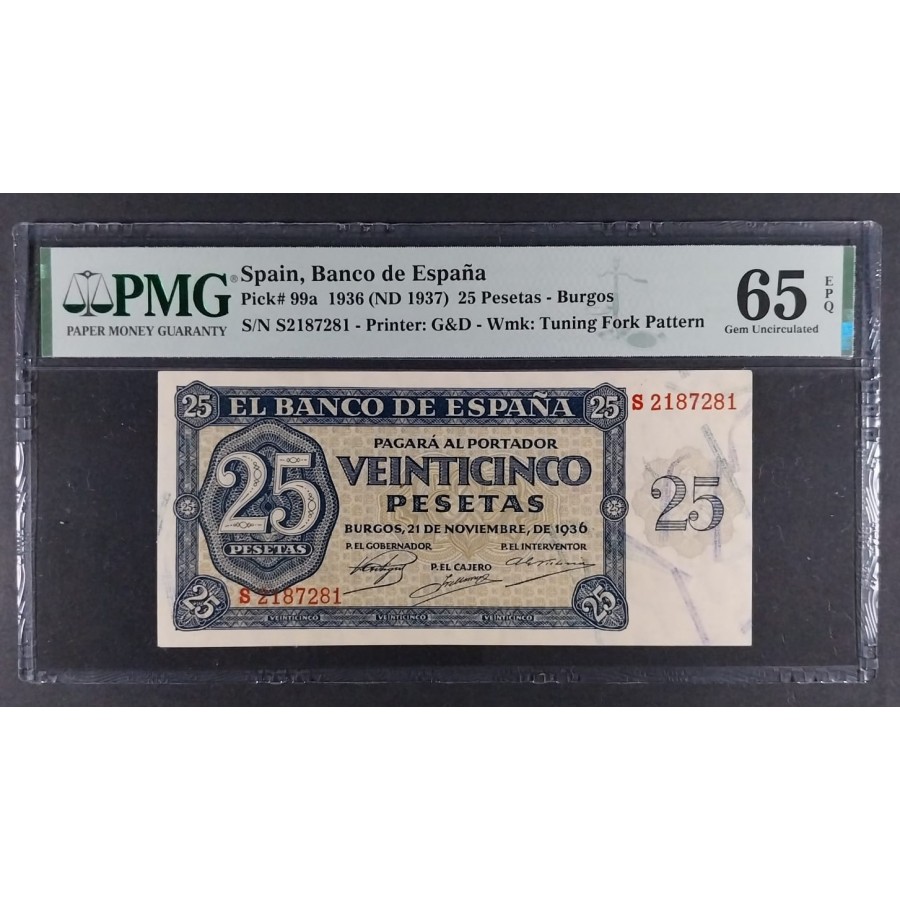 PMG®
PAPER MONEY GUARANTY
Spain, Banco de España
Pick# 99a 1936 (ND 1937) 25 Pesetas - Burgos
S/N S2187281 - Printer: G&D - Wmk: Tuning Fork Pattern
65 EPQ
Gem Uncirculated
25 EL BANCO DE ESPAÑA 25 S 2187281
PAGARÁ AL PORTADOR
25 VEINTICINCO 25
PESETAS
BURGOS, 21 DE NOVIEMBRE, DE 1936
PESETAS P. EL GOBERNADOR P. EL INTERVENTOR
P. EL CAJERO
S 2187281
25 VEINTICINCO VEINTICINCO VEINTICINCO 25